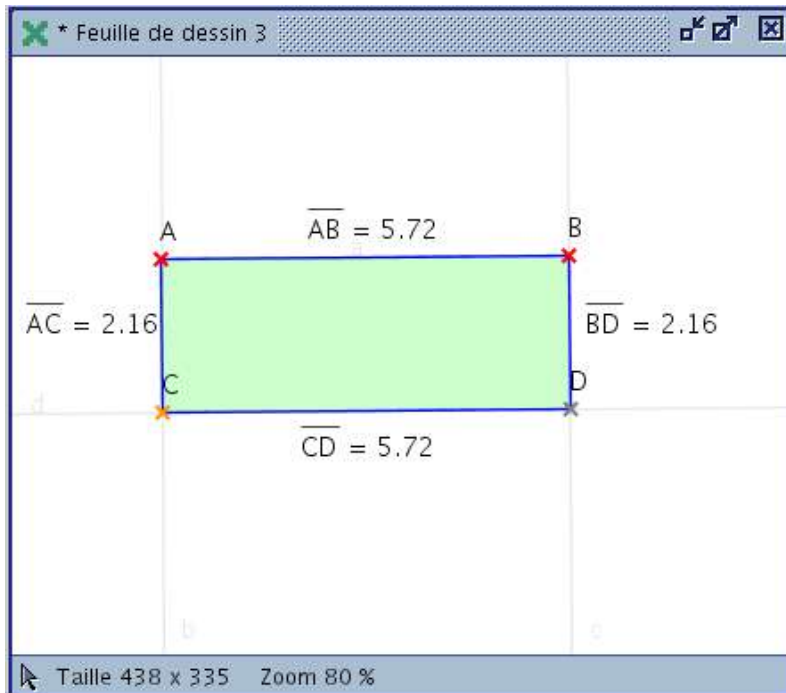 * Feuille de dessin 3
A
AB = 5.72
B
a
AC = 2.16
BD = 2.16
C
D
d
CD = 5.72
b
c
Taille 438 x 335 Zoom 80 %